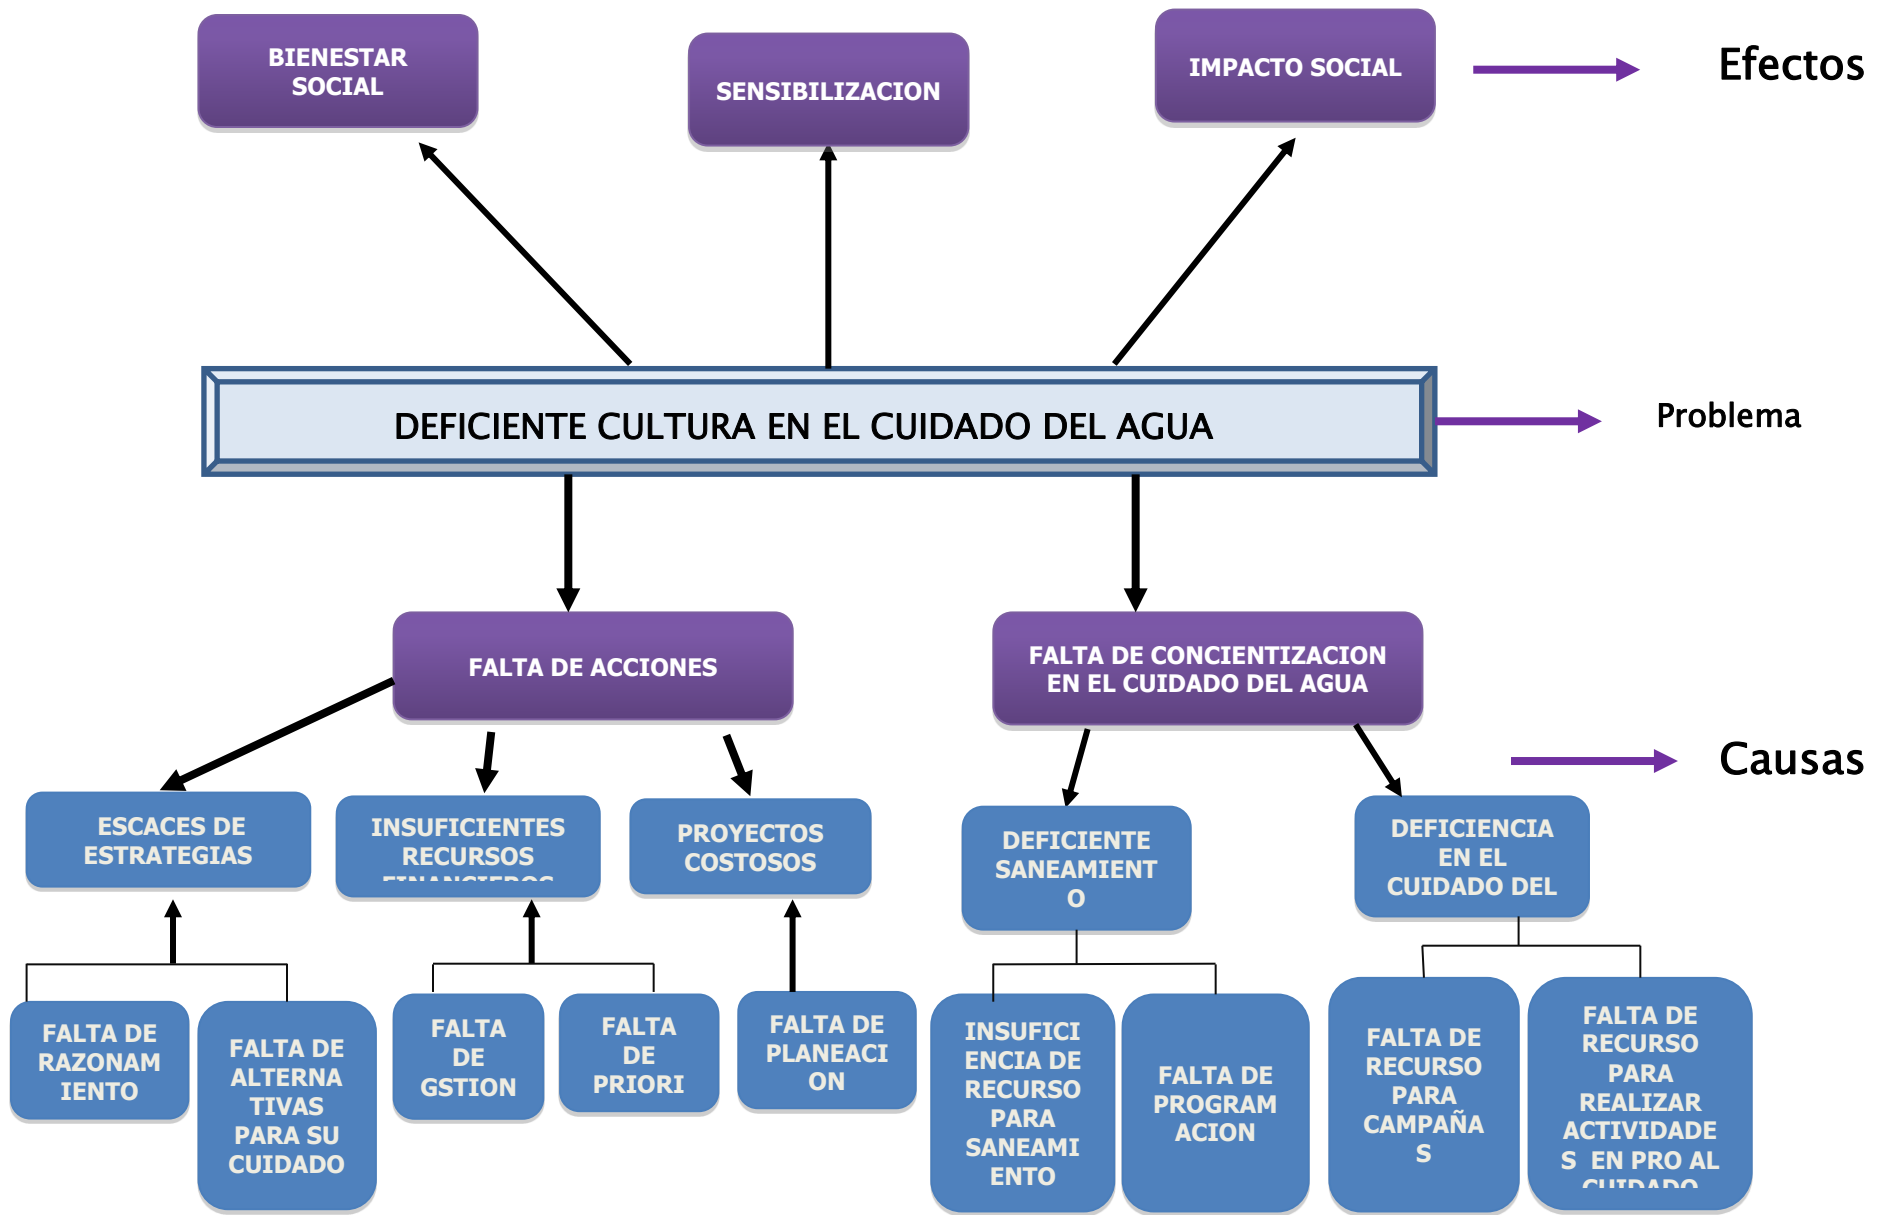 BIENESTAR
SOCIAL
SENSIBILIZACION
IMPACTO SOCIAL
Efectos
DEFICIENTE CULTURA EN EL CUIDADO DEL AGUA
Problema
FALTA DE ACCIONES
FALTA DE CONCIENTIZACION
EN EL CUIDADO DEL AGUA
Causas
ESCACES DE
ESTRATEGIAS
INSUFICIENTES
RECURSOS
FINANCIEROS
PROYECTOS
COSTOSOS
DEFICIENTE
SANEAMIENT
O
DEFICIENCIA
EN EL
CUIDADO DEL
FALTA DE
RAZONAM
IENTO
FALTA DE
ALTERNA
TIVAS
PARA SU
CUIDADO
FALTA
DE
GSTION
FALTA
DE
PRIORI
FALTA DE
PLANEACI
ON
INSUFICI
ENCIA DE
RECURSO
PARA
SANEAMI
ENTO
FALTA DE
PROGRAM
ACION
FALTA DE
RECURSO
PARA
CAMPAÑA
S
FALTA DE
RECURSO
PARA
REALIZAR
ACTIVIDADE
S EN PRO AL
CUIDADO